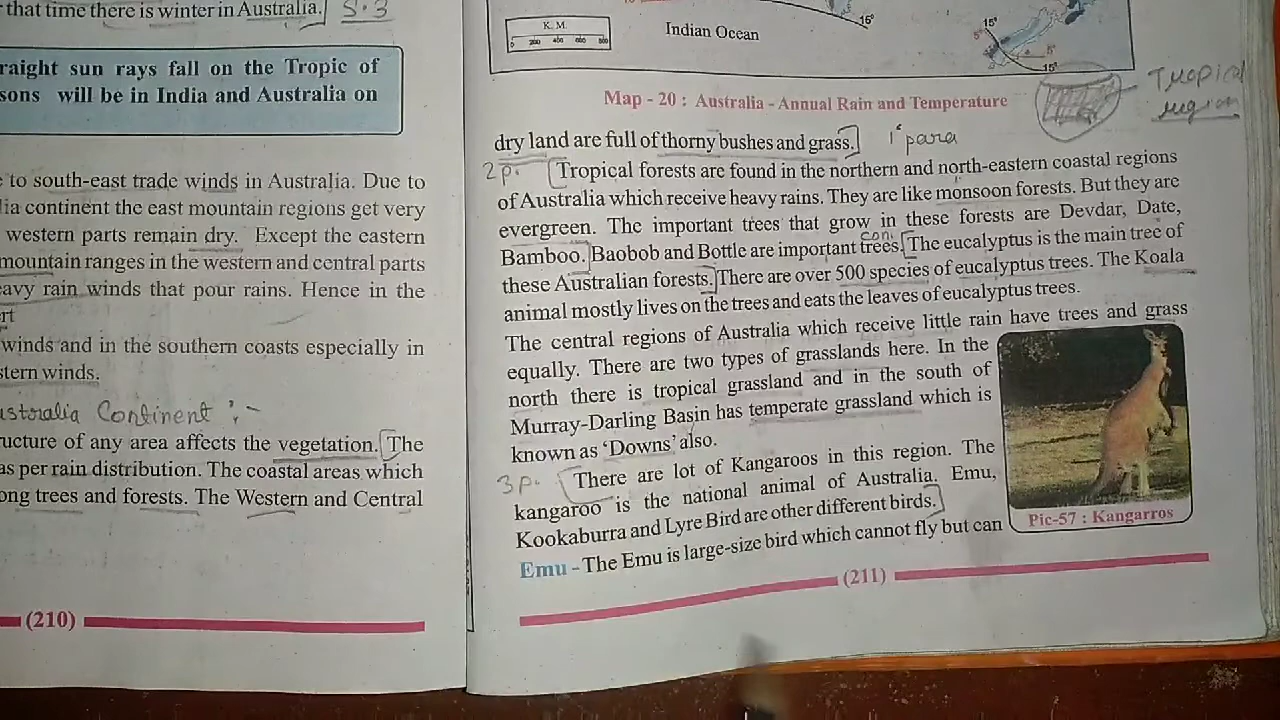 that time there is winter in Australia. S.3
raight sun rays fall on the Tropic of
sons will be in India and Australia on
to south-east trade winds in Australia. Due to
lia continent the east mountain regions get very
western parts remain dry. Except the eastern
mountain ranges in the western and central parts
eavy rain winds that pour rains. Hence in the
ert
winds and in the southern coasts especially in
stern winds.
ustoralia Continent :-
ructure of any area affects the vegetation. The
as per rain distribution. The coastal areas which
ong trees and forests. The Western and Central
(210)
K. M.
0 200 400 600 800
Indian Ocean
15°
15°
5°
5°
15°
Map - 20 : Australia - Annual Rain and Temperature
Tropical
region
dry land are full of thorny bushes and grass. 1st para
2p. Tropical forests are found in the northern and north-eastern coastal regions
of Australia which receive heavy rains. They are like monsoon forests. But they are
evergreen. The important trees that grow in these forests are Devdar, Date,
con.
Bamboo. Baobob and Bottle are important trees. The eucalyptus is the main tree of
these Australian forests. There are over 500 species of eucalyptus trees. The Koala
animal mostly lives on the trees and eats the leaves of eucalyptus trees.
The central regions of Australia which receive little rain have trees and grass
equally. There are two types of grasslands here. In the
north there is tropical grassland and in the south of
Murray-Darling Basin has temperate grassland which is
known as ‘Downs’ also.
3p. There are lot of Kangaroos in this region. The
kangaroo is the national animal of Australia. Emu,
Kookaburra and Lyre Bird are other different birds.
Emu - The Emu is large-size bird which cannot fly but can
Pic-57 : Kangarros
(211)